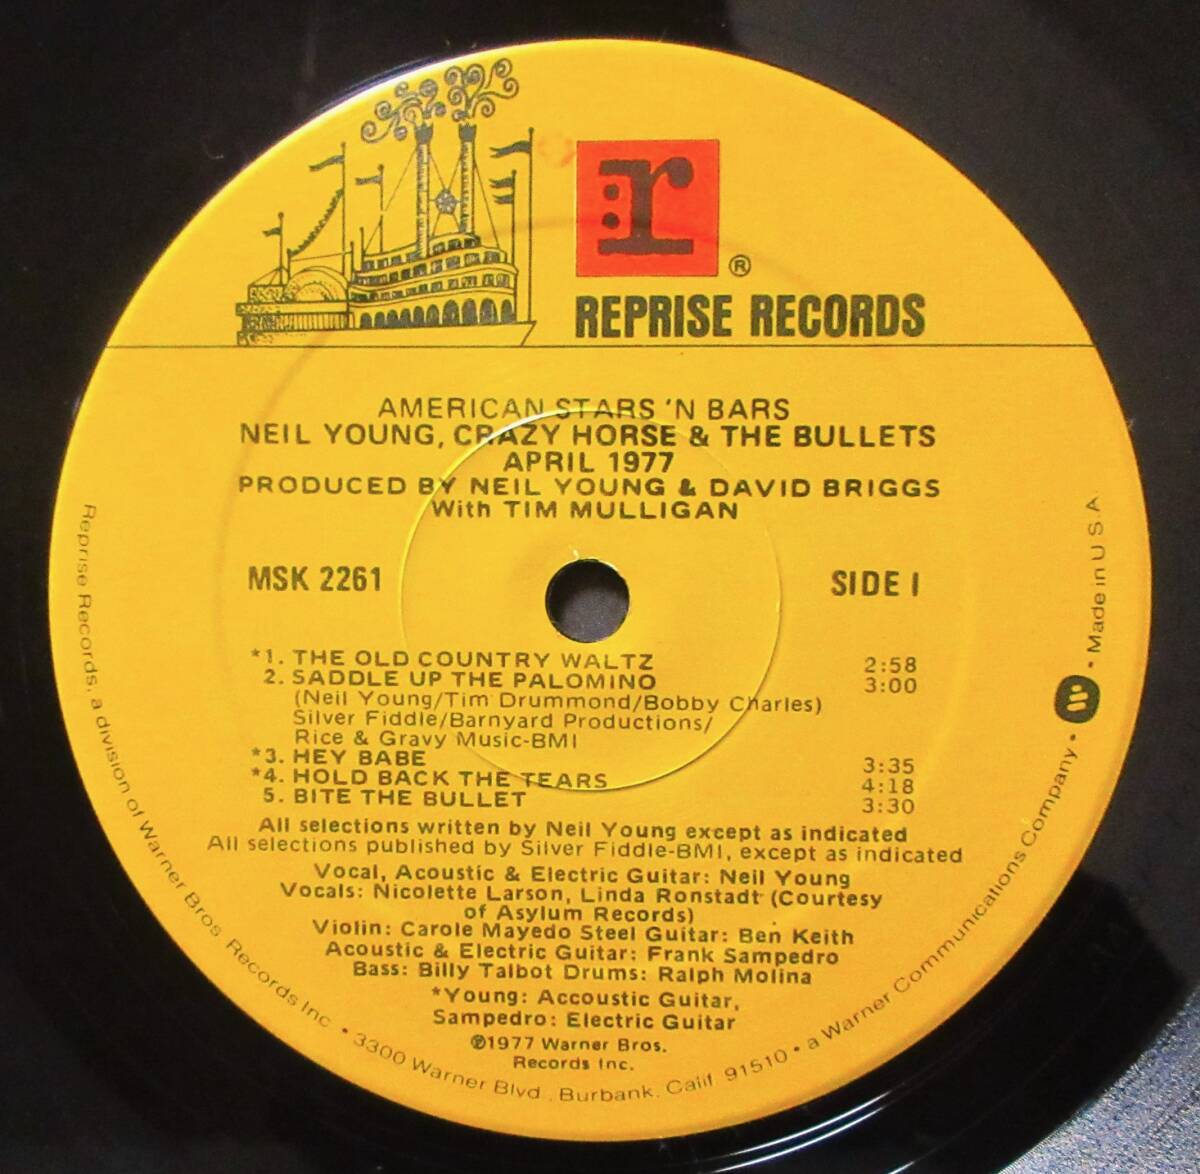 r
®
REPRISE RECORDS
AMERICAN STARS 'N BARS
NEIL YOUNG, CRAZY HORSE & THE BULLETS
APRIL 1977
PRODUCED BY NEIL YOUNG & DAVID BRIGGS
With TIM MULLIGAN
MSK 2261
SIDE I
*1. THE OLD COUNTRY WALTZ 2:58
2. SADDLE UP THE PALOMINO 3:00
(Neil Young/Tim Drummond/Bobby Charles)
Silver Fiddle/Barnyard Productions/
Rice & Gravy Music-BMI
*3. HEY BABE 3:35
*4. HOLD BACK THE TEARS 4:18
5. BITE THE BULLET 3:30
All selections written by Neil Young except as indicated
All selections published by Silver Fiddle-BMI, except as indicated
Vocal, Acoustic & Electric Guitar: Neil Young
Vocals: Nicolette Larson, Linda Ronstadt (Courtesy
of Asylum Records)
Violin: Carole Mayedo Steel Guitar: Ben Keith
Acoustic & Electric Guitar: Frank Sampedro
Bass: Billy Talbot Drums: Ralph Molina
*Young: Accoustic Guitar,
Sampedro: Electric Guitar
℗1977 Warner Bros.
Records Inc.
Reprise Records, a division of Warner Bros. Records Inc. • 3300 Warner Blvd., Burbank, Calif. 91510 • a Warner Communications Company • W • Made in U.S.A.